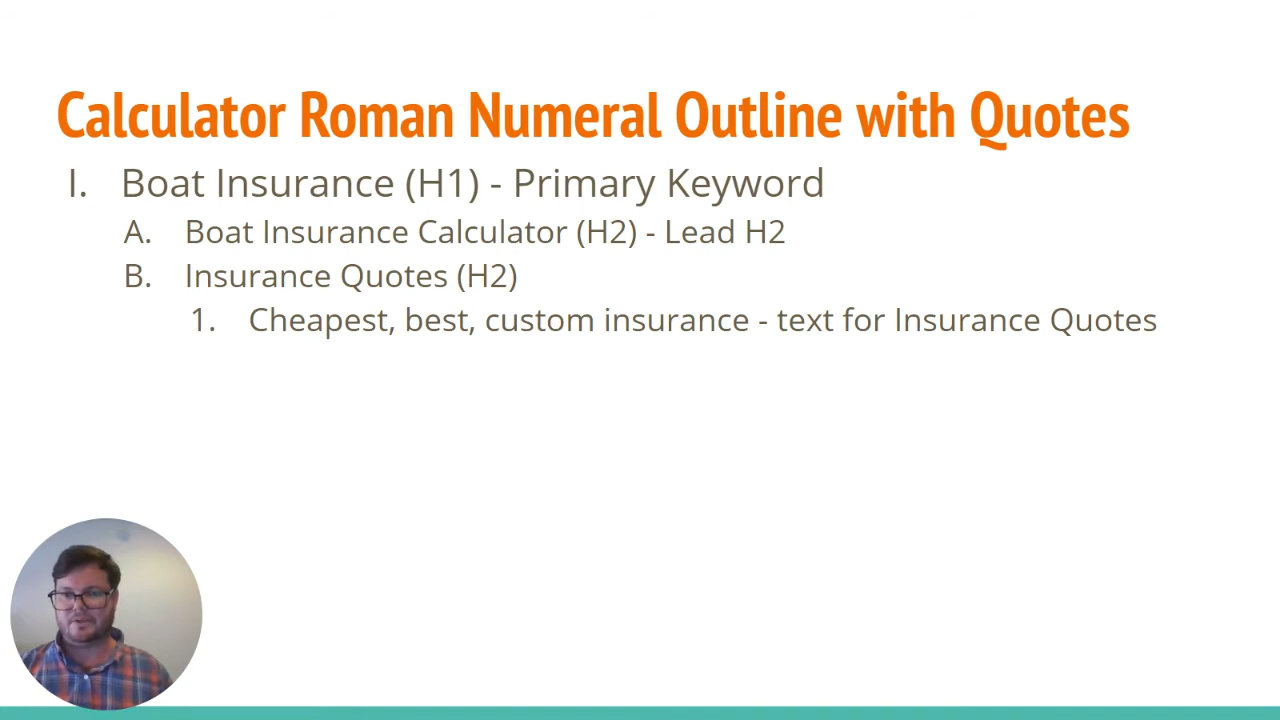 Calculator Roman Numeral Outline with Quotes
I. Boat Insurance (H1) - Primary Keyword
A. Boat Insurance Calculator (H2) - Lead H2
B. Insurance Quotes (H2)
1. Cheapest, best, custom insurance - text for Insurance Quotes